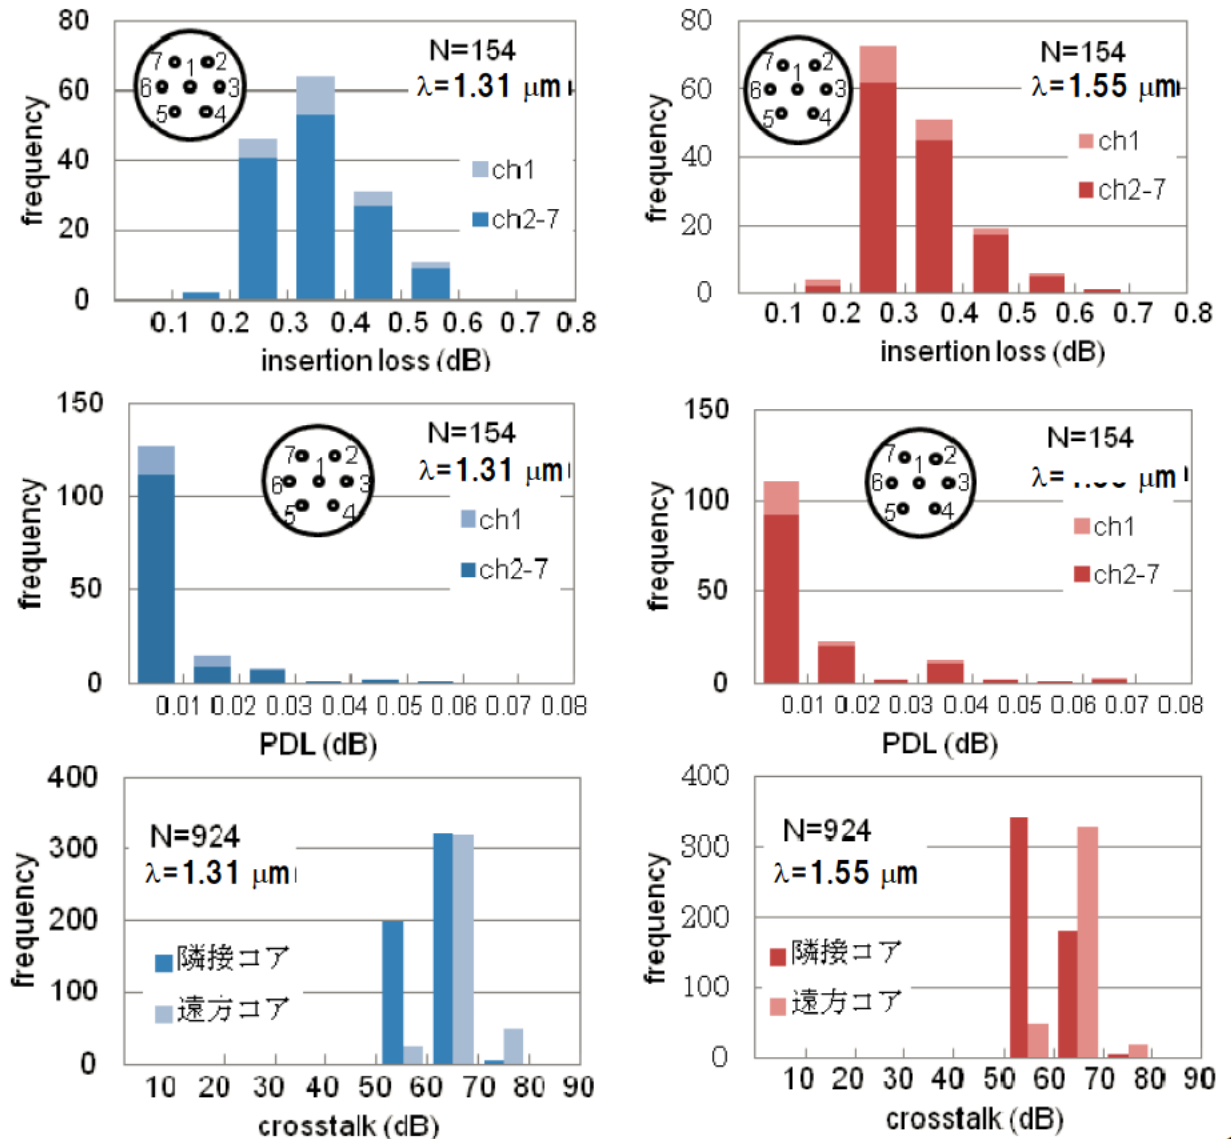 80
60
40
20
0
frequency
7 1 2
6 3
5 4
N=154
λ=1.31 μm
ch1
ch2-7
0.1 0.2 0.3 0.4 0.5 0.6 0.7 0.8
insertion loss (dB)
80
60
40
20
0
frequency
7 1 2
6 3
5 4
N=154
λ=1.55 μm
ch1
ch2-7
0.1 0.2 0.3 0.4 0.5 0.6 0.7 0.8
insertion loss (dB)
150
100
50
0
frequency
7 1 2
6 3
5 4
N=154
λ=1.31 μm
ch1
ch2-7
0.01 0.02 0.03 0.04 0.05 0.06 0.07 0.08
PDL (dB)
150
100
50
0
frequency
7 1 2
6 3
5 4
N=154
λ= μm
ch1
ch2-7
0.01 0.02 0.03 0.04 0.05 0.06 0.07 0.08
PDL (dB)
400
300
200
100
0
frequency
N=924
λ=1.31 μm
隣接コア
遠方コア
10 20 30 40 50 60 70 80 90
crosstalk (dB)
400
300
200
100
0
frequency
N=924
λ=1.55 μm
隣接コア
遠方コア
10 20 30 40 50 60 70 80 90
crosstalk (dB)